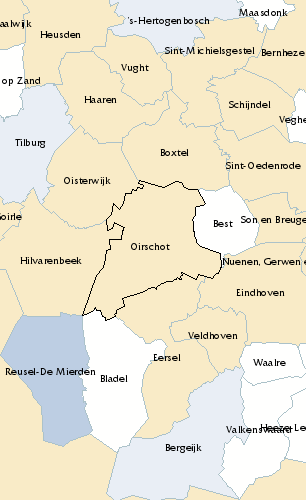 Maasdonk
's-Hertogenbosch
aalwijk
Heusden
Sint-Michielsgestel
Bernheze
Vught
op Zand
Haaren
Schijndel
Veghe
Tilburg
Boxtel
Sint-Oedenrode
Oisterwijk
Goirle
Best
Son en Breuge
Oirschot
Hilvarenbeek
Nuenen, Gerwen e
Eindhoven
Veldhoven
Eersel
Waalre
Reusel-De Mierden
Bladel
Valkenswaard
Heeze-Le
Bergeijk